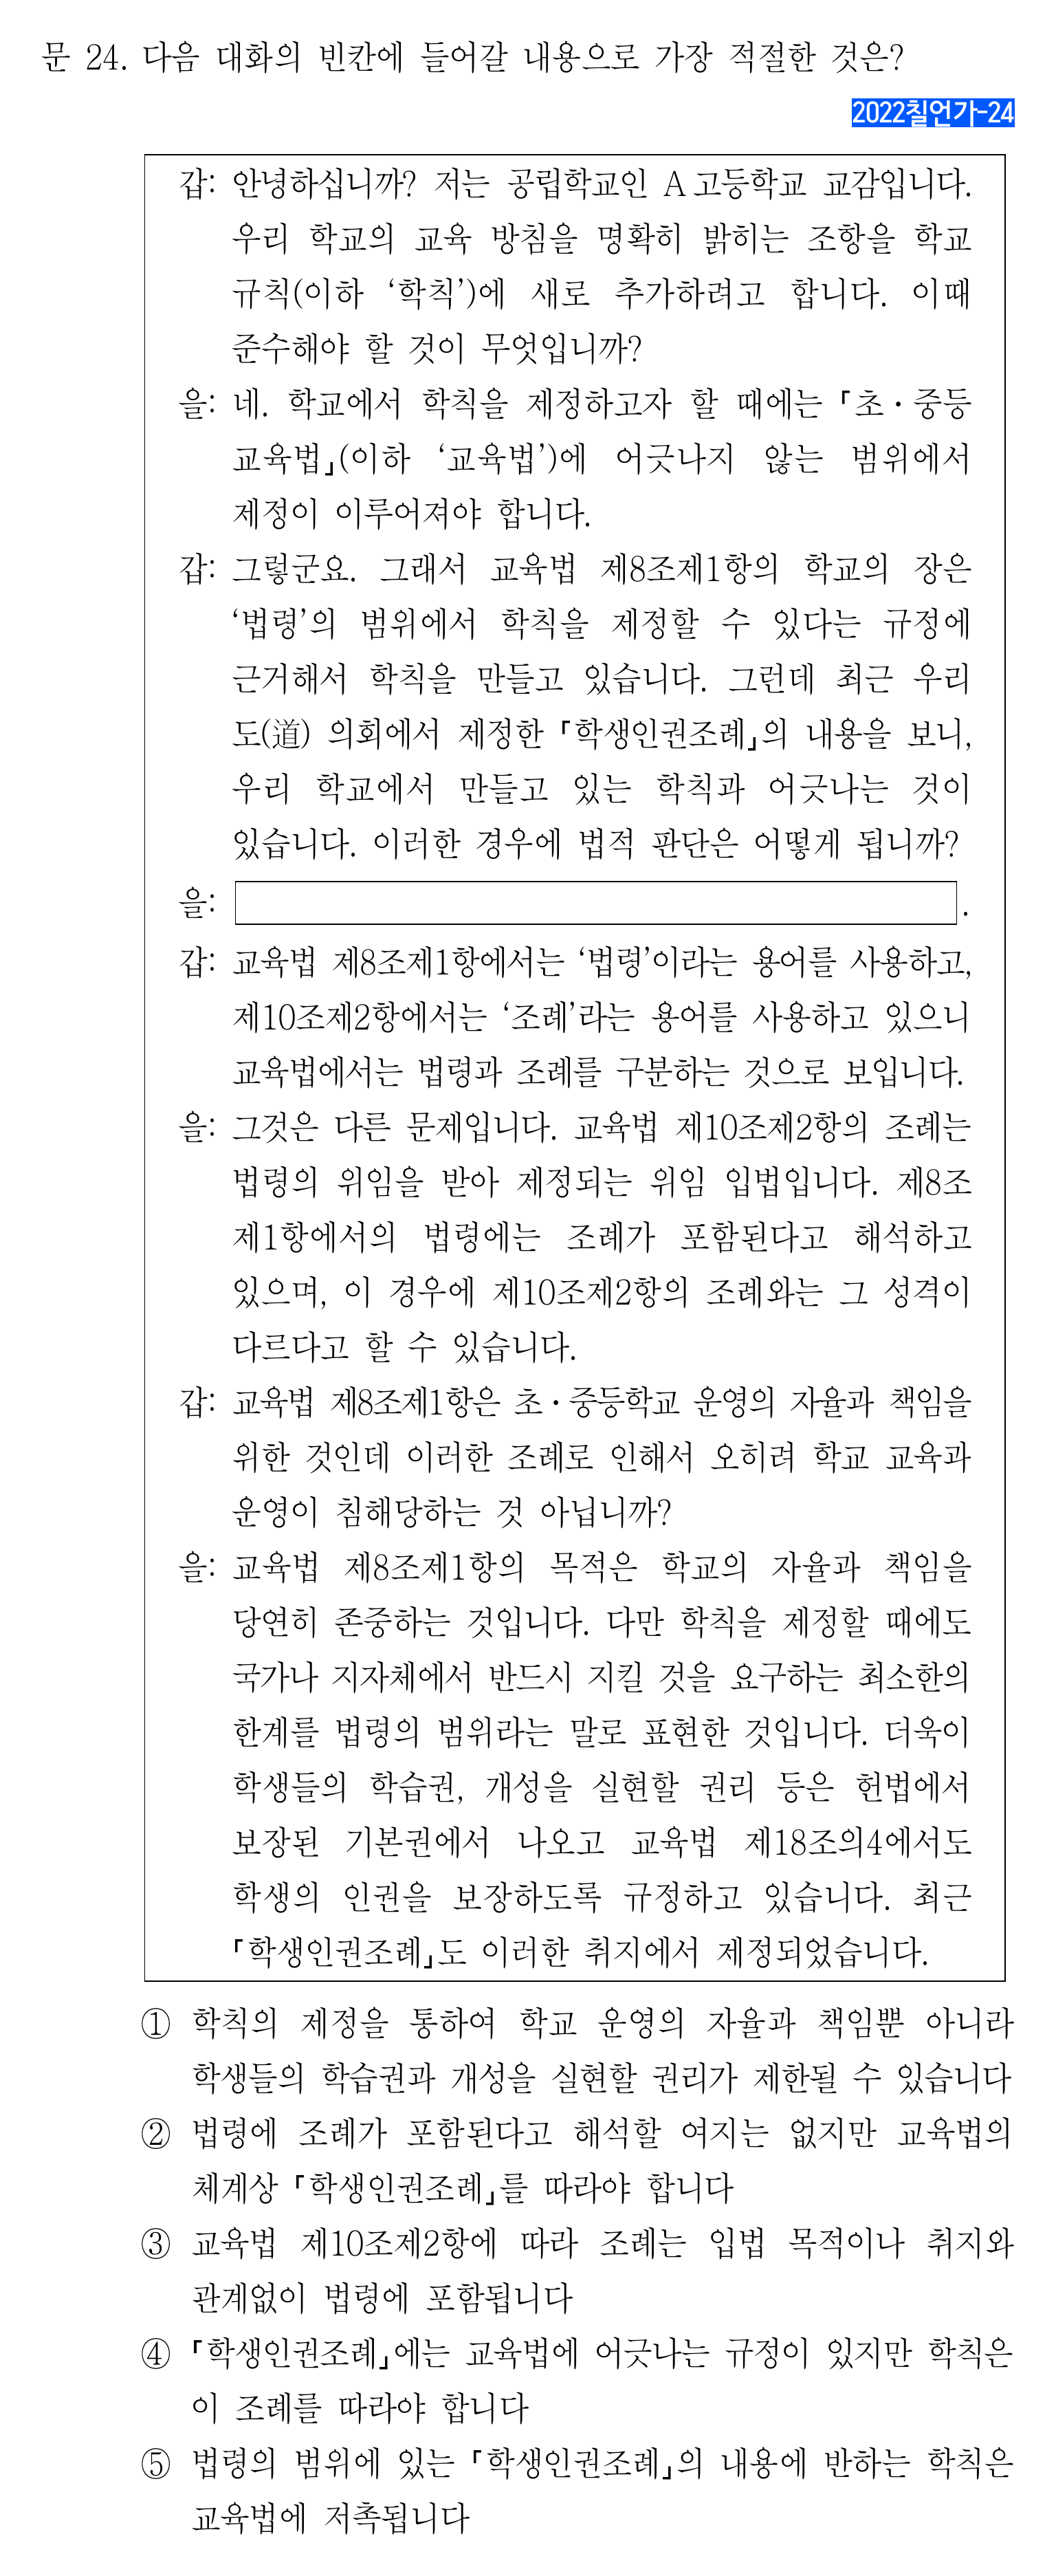 문 24. 다음 대화의 빈칸에 들어갈 내용으로 가장 적절한 것은?
2022칠언가-24
갑: 안녕하십니까? 저는 공립학교인 A고등학교 교감입니다.
우리 학교의 교육 방침을 명확히 밝히는 조항을 학교
규칙(이하 ‘학칙’)에 새로 추가하려고 합니다. 이때
준수해야 할 것이 무엇입니까?
을: 네. 학교에서 학칙을 제정하고자 할 때에는 「초·중등
교육법」(이하 ‘교육법’)에 어긋나지 않는 범위에서
제정이 이루어져야 합니다.
갑: 그렇군요. 그래서 교육법 제8조제1항의 학교의 장은
‘법령’의 범위에서 학칙을 제정할 수 있다는 규정에
근거해서 학칙을 만들고 있습니다. 그런데 최근 우리
도(道) 의회에서 제정한 「학생인권조례」의 내용을 보니,
우리 학교에서 만들고 있는 학칙과 어긋나는 것이
있습니다. 이러한 경우에 법적 판단은 어떻게 됩니까?
을: .
갑: 교육법 제8조제1항에서는 ‘법령’이라는 용어를 사용하고,
제10조제2항에서는 ‘조례’라는 용어를 사용하고 있으니
교육법에서는 법령과 조례를 구분하는 것으로 보입니다.
을: 그것은 다른 문제입니다. 교육법 제10조제2항의 조례는
법령의 위임을 받아 제정되는 위임 입법입니다. 제8조
제1항에서의 법령에는 조례가 포함된다고 해석하고
있으며, 이 경우에 제10조제2항의 조례와는 그 성격이
다르다고 할 수 있습니다.
갑: 교육법 제8조제1항은 초·중등학교 운영의 자율과 책임을
위한 것인데 이러한 조례로 인해서 오히려 학교 교육과
운영이 침해당하는 것 아닙니까?
을: 교육법 제8조제1항의 목적은 학교의 자율과 책임을
당연히 존중하는 것입니다. 다만 학칙을 제정할 때에도
국가나 지자체에서 반드시 지킬 것을 요구하는 최소한의
한계를 법령의 범위라는 말로 표현한 것입니다. 더욱이
학생들의 학습권, 개성을 실현할 권리 등은 헌법에서
보장된 기본권에서 나오고 교육법 제18조의4에서도
학생의 인권을 보장하도록 규정하고 있습니다. 최근
「학생인권조례」도 이러한 취지에서 제정되었습니다.
① 학칙의 제정을 통하여 학교 운영의 자율과 책임뿐 아니라
학생들의 학습권과 개성을 실현할 권리가 제한될 수 있습니다
② 법령에 조례가 포함된다고 해석할 여지는 없지만 교육법의
체계상 「학생인권조례」를 따라야 합니다
③ 교육법 제10조제2항에 따라 조례는 입법 목적이나 취지와
관계없이 법령에 포함됩니다
④ 「학생인권조례」에는 교육법에 어긋나는 규정이 있지만 학칙은
이 조례를 따라야 합니다
⑤ 법령의 범위에 있는 「학생인권조례」의 내용에 반하는 학칙은
교육법에 저촉됩니다